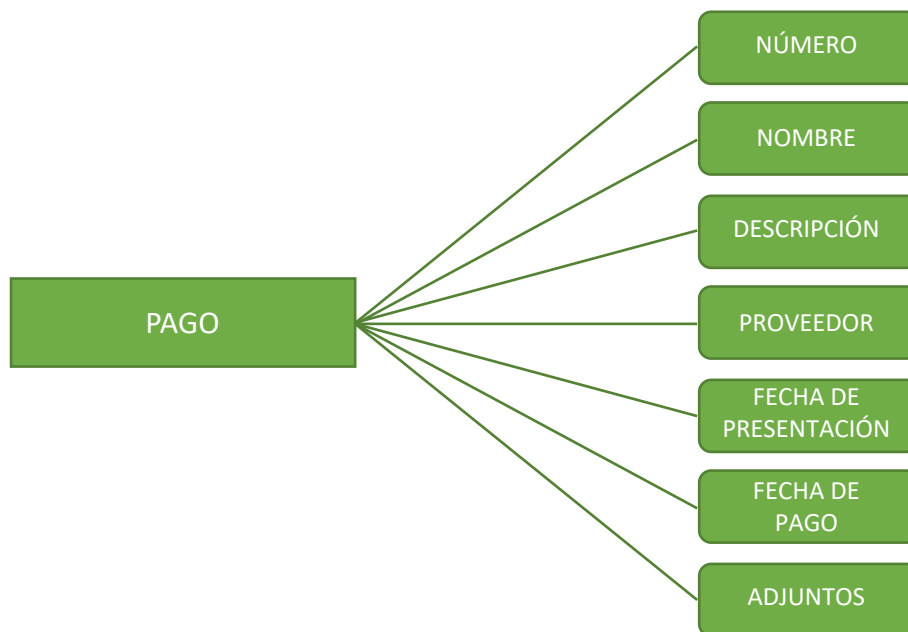 NÚMERO
NOMBRE
DESCRIPCIÓN
PAGO
PROVEEDOR
FECHA DE
PRESENTACIÓN
FECHA DE
PAGO
ADJUNTOS